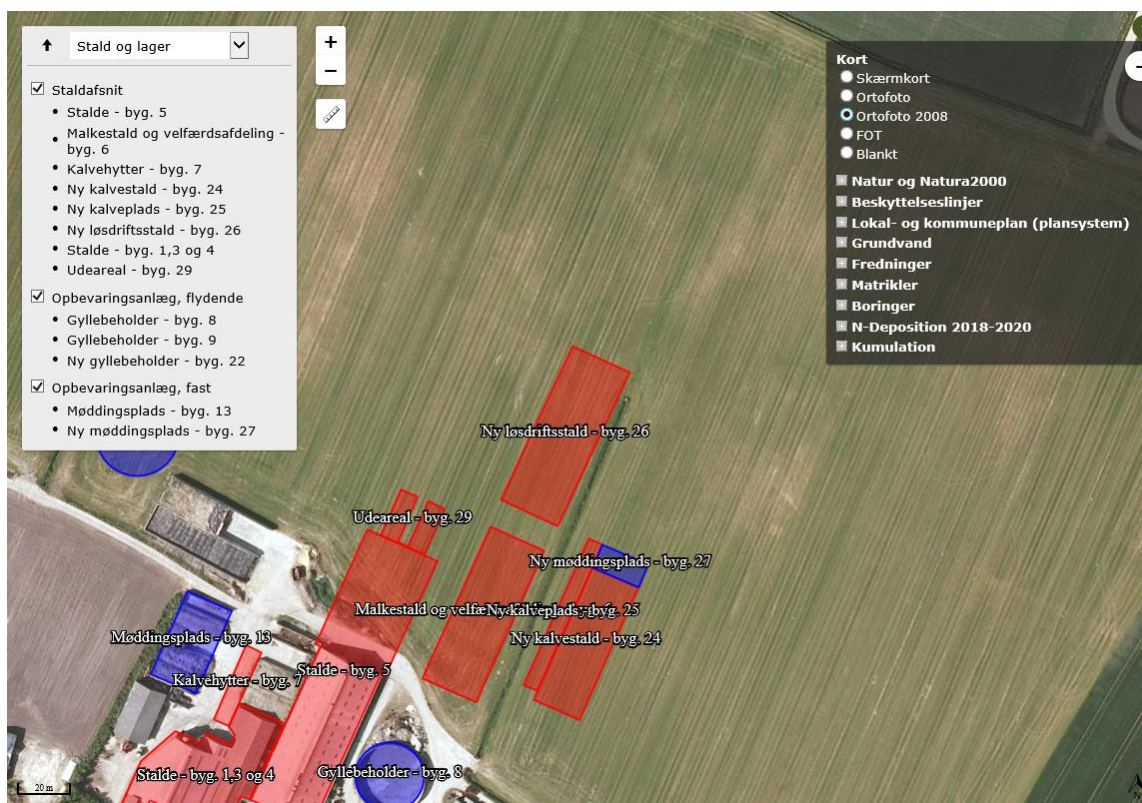 Stald og lager
Staldafsnit
Stalde - byg. 5
Malkestald og velfærdsafdeling -
byg. 6
Kalvehytter - byg. 7
Ny kalvestald - byg. 24
Ny kalveplads - byg. 25
Ny løsdriftsstald - byg. 26
Stalde - byg. 1,3 og 4
Udeareal - byg. 29
Opbevaringsanlæg, flydende
Gyllebeholder - byg. 8
Gyllebeholder - byg. 9
Ny gyllebeholder - byg. 22
Opbevaringsanlæg, fast
Møddingsplads - byg. 13
Ny møddingsplads - byg. 27
+
−
Kort
Skærmkort
Ortofoto
Ortofoto 2008
FOT
Blankt
Natur og Natura2000
Beskyttelseslinjer
Lokal- og kommuneplan (plansystem)
Grundvand
Fredninger
Matrikler
Boringer
N-Deposition 2018-2020
Kumulation
Ny løsdriftsstald - byg. 26
Udeareal - byg. 29
Ny møddingsplads - byg. 27
Malkestald og
Ny kalveplads - byg. 25
Møddingsplads - byg. 13
Ny kalvestald - byg. 24
Stalde - byg. 5
Kalvehytter - byg. 7
Stalde - byg. 1,3 og 4
Gyllebeholder - byg. 8
20 m
N